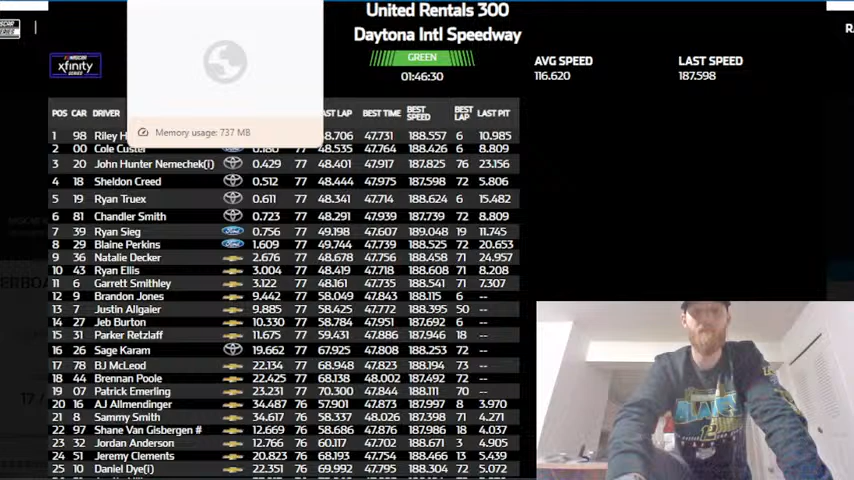 United Rentals 300
Daytona Intl Speedway
GREEN
01:46:30
AVG SPEED
116.620
LAST SPEED
187.598
xfinity
SERIES
POS CAR DRIVER AST LAP BEST TIME BEST SPEED BEST LAP LAST PIT
Memory usage: 737 MB
1 98 Riley H 48.706 47.731 188.557 6 10.985
2 00 Cole Custer 0.180 77 48.535 47.764 188.426 6 8.809
3 20 John Hunter Nemechek(i) 0.429 77 48.401 47.917 187.825 76 23.156
4 18 Sheldon Creed 0.512 77 48.444 47.975 187.598 72 5.806
5 19 Ryan Truex 0.611 77 48.341 47.714 188.624 6 15.482
6 81 Chandler Smith 0.723 77 48.291 47.939 187.739 72 8.809
7 39 Ryan Sieg 0.756 77 49.198 47.607 189.048 19 11.745
8 29 Blaine Perkins 1.609 77 49.744 47.739 188.525 72 20.653
9 36 Natalie Decker 2.676 77 48.678 47.756 188.458 71 24.957
10 43 Ryan Ellis 3.004 77 48.419 47.718 188.608 71 8.208
11 6 Garrett Smithley 3.122 77 48.161 47.735 188.541 71 7.307
12 9 Brandon Jones 9.442 77 58.049 47.843 188.115 6 --
13 7 Justin Allgaier 9.885 77 58.425 47.772 188.395 50 --
14 27 Jeb Burton 10.330 77 58.784 47.951 187.692 6 --
15 31 Parker Retzlaff 11.675 77 59.431 47.886 187.946 18 --
16 26 Sage Karam 19.662 77 67.925 47.808 188.253 72 --
17 78 BJ McLeod 22.134 77 68.948 47.823 188.194 73 --
18 44 Brennan Poole 22.425 77 68.138 48.002 187.492 72 --
19 07 Patrick Emerling 23.231 77 70.300 47.844 188.111 70 --
20 16 AJ Allmendinger 34.487 76 57.901 47.873 187.997 8 3.970
21 8 Sammy Smith 34.617 76 58.337 48.026 187.398 71 4.271
22 97 Shane Van Gisbergen # 12.669 76 58.686 47.876 187.986 18 4.037
23 32 Jordan Anderson 12.766 76 60.117 47.702 188.671 3 4.905
24 51 Jeremy Clements 20.823 76 68.193 47.754 188.466 13 5.439
25 10 Daniel Dye(i) 22.351 76 69.992 47.795 188.304 72 5.072